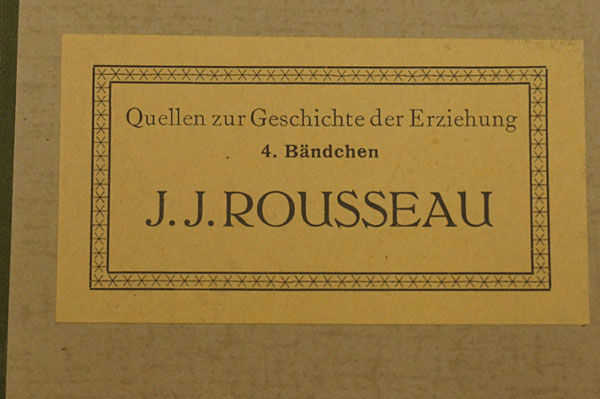 Quellen zur Geschichte der Erziehung
4. Bändchen
J. J. ROUSSEAU